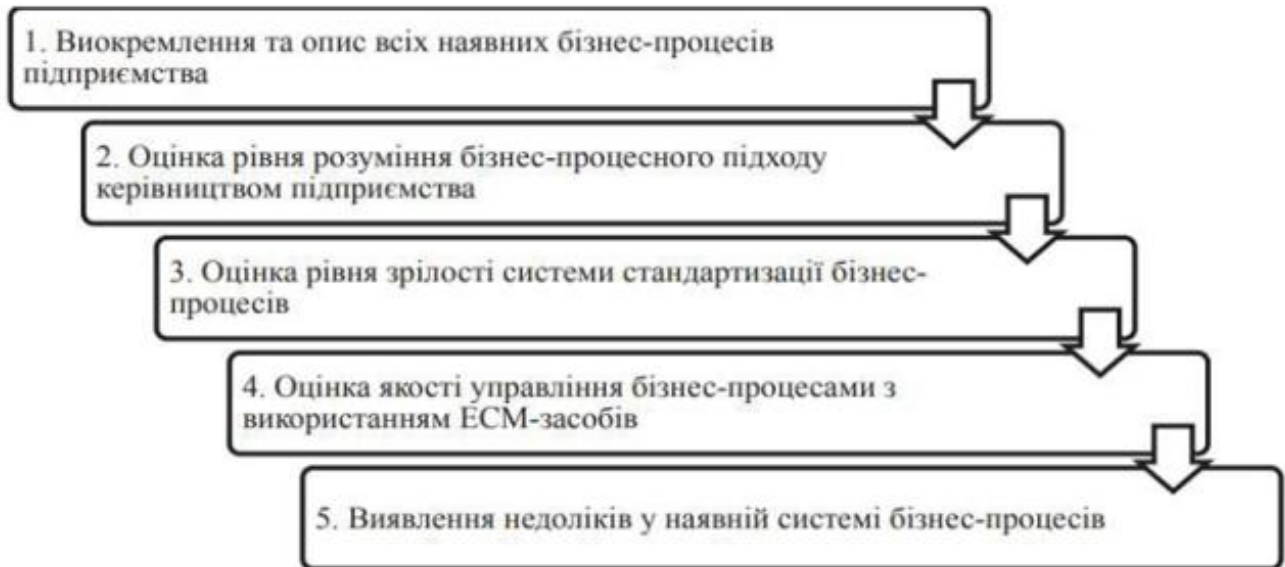 1. Виокремлення та опис всіх наявних бізнес-процесів
підприємства
2. Оцінка рівня розуміння бізнес-процесного підходу
керівництвом підприємства
3. Оцінка рівня зрілості системи стандартизації бізнес-
процесів
4. Оцінка якості управління бізнес-процесами з
використанням ECM-засобів
5. Виявлення недоліків у наявній системі бізнес-процесів